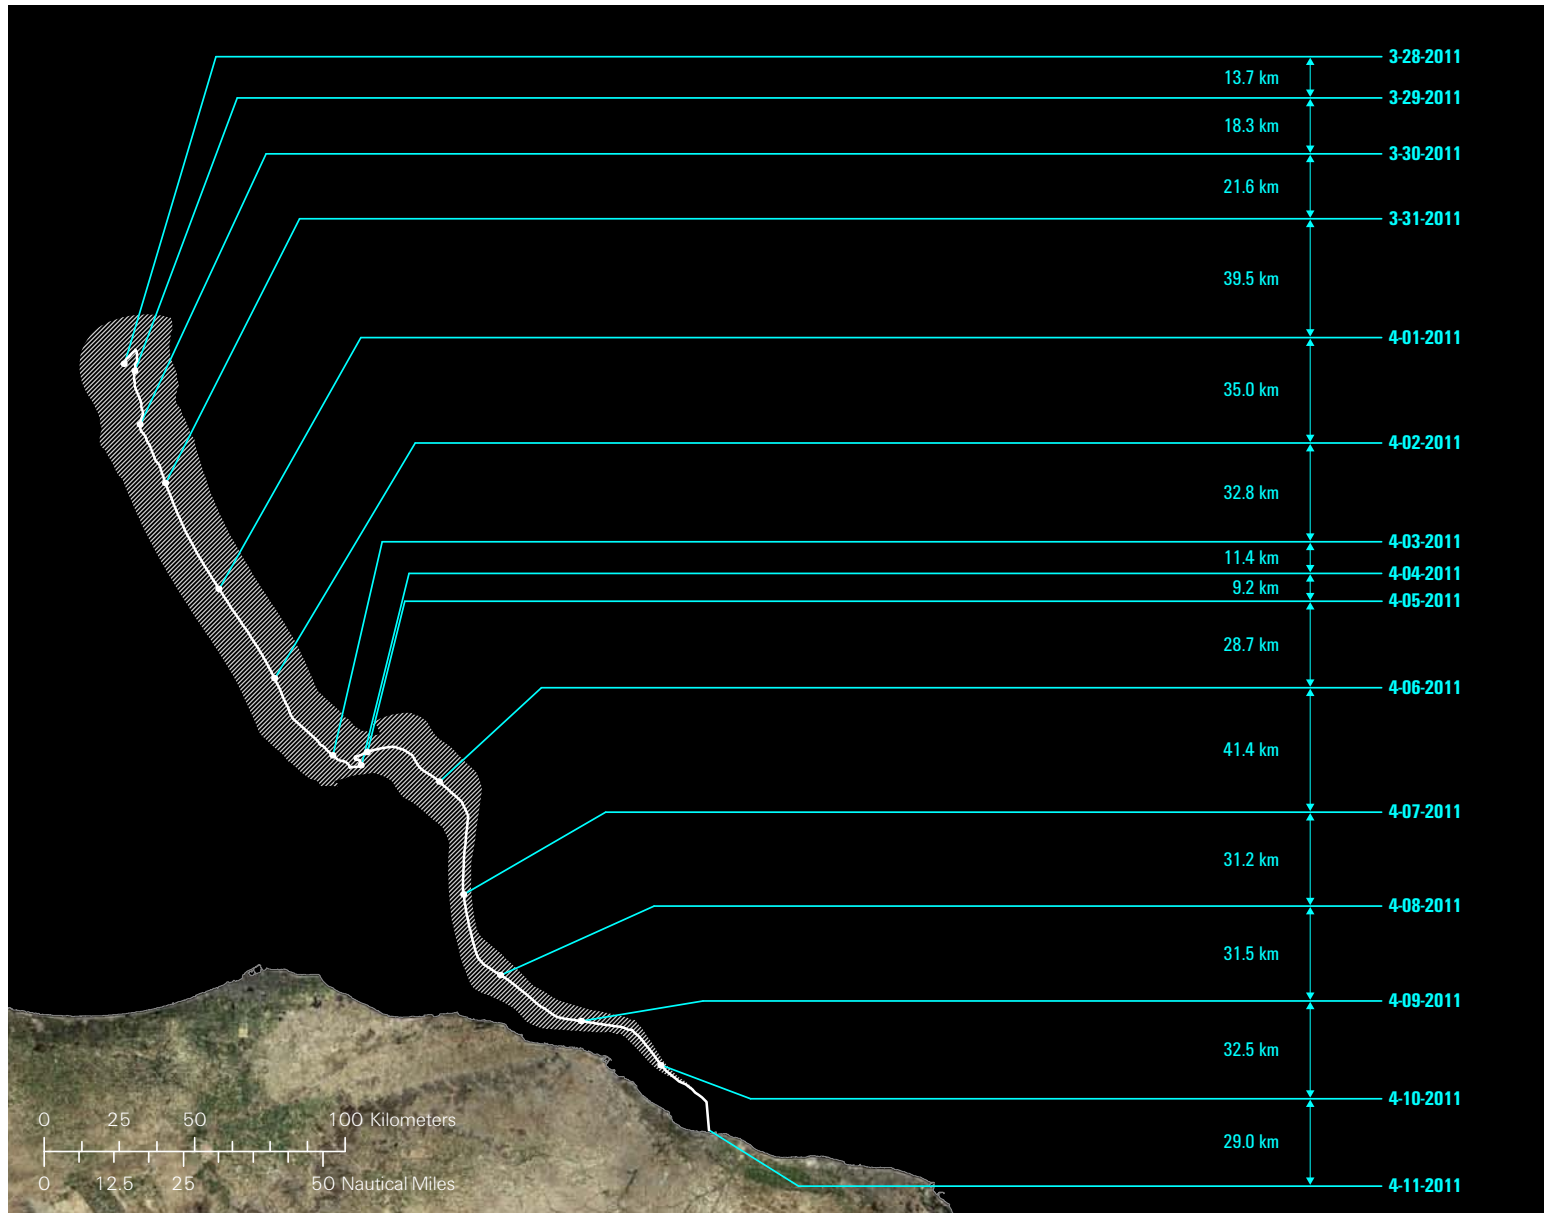 3-28-2011
13.7 km
3-29-2011
18.3 km
3-30-2011
21.6 km
3-31-2011
39.5 km
4-01-2011
35.0 km
4-02-2011
32.8 km
4-03-2011
11.4 km
4-04-2011
9.2 km
4-05-2011
28.7 km
4-06-2011
41.4 km
4-07-2011
31.2 km
4-08-2011
31.5 km
4-09-2011
32.5 km
4-10-2011
29.0 km
4-11-2011
0 25 50 100 Kilometers
0 12.5 25 50 Nautical Miles